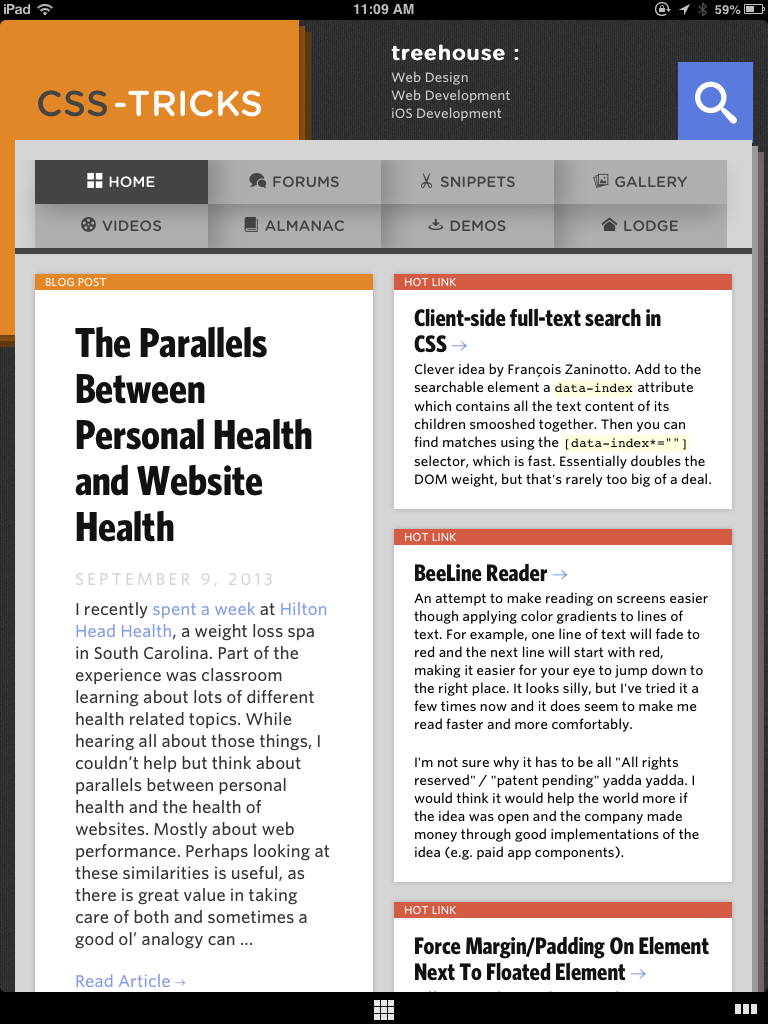 iPad 11:09 AM 59%
CSS-TRICKS
treehouse :
Web Design
Web Development
iOS Development
HOME FORUMS SNIPPETS GALLERY
VIDEOS ALMANAC DEMOS LODGE
BLOG POST
The Parallels
Between
Personal Health
and Website
Health
SEPTEMBER 9, 2013
I recently spent a week at Hilton
Head Health, a weight loss spa
in South Carolina. Part of the
experience was classroom
learning about lots of different
health related topics. While
hearing all about those things, I
couldn’t help but think about
parallels between personal
health and the health of
websites. Mostly about web
performance. Perhaps looking at
these similarities is useful, as
there is great value in taking
care of both and sometimes a
good ol’ analogy can ...
Read Article →
HOT LINK
Client-side full-text search in
CSS →
Clever idea by François Zaninotto. Add to the
searchable element a data-index attribute
which contains all the text content of its
children smooshed together. Then you can
find matches using the [data-index*=""]
selector, which is fast. Essentially doubles the
DOM weight, but that's rarely too big of a deal.
HOT LINK
BeeLine Reader →
An attempt to make reading on screens easier
though applying color gradients to lines of
text. For example, one line of text will fade to
red and the next line will start with red,
making it easier for your eye to jump down to
the right place. It looks silly, but I've tried it a
few times now and it does seem to make me
read faster and more comfortably.
I'm not sure why it has to be all "All rights
reserved" / "patent pending" yadda yadda. I
would think it would help the world more if
the idea was open and the company made
money through good implementations of the
idea (e.g. paid app components).
HOT LINK
Force Margin/Padding On Element
Next To Floated Element →